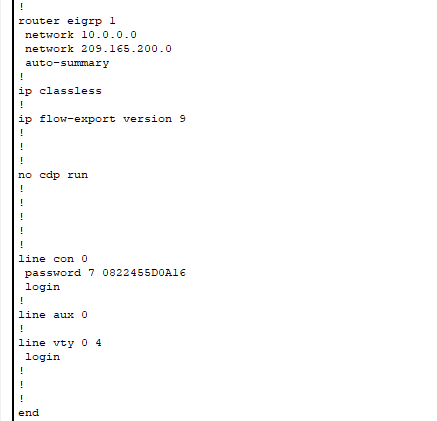 !
router eigrp 1
 network 10.0.0.0
 network 209.165.200.0
 auto-summary
!
ip classless
!
ip flow-export version 9
!
!
!
no cdp run
!
!
!
!
!
line con 0
 password 7 0822455D0A16
 login
!
line aux 0
!
line vty 0 4
 login
!
!
!
end